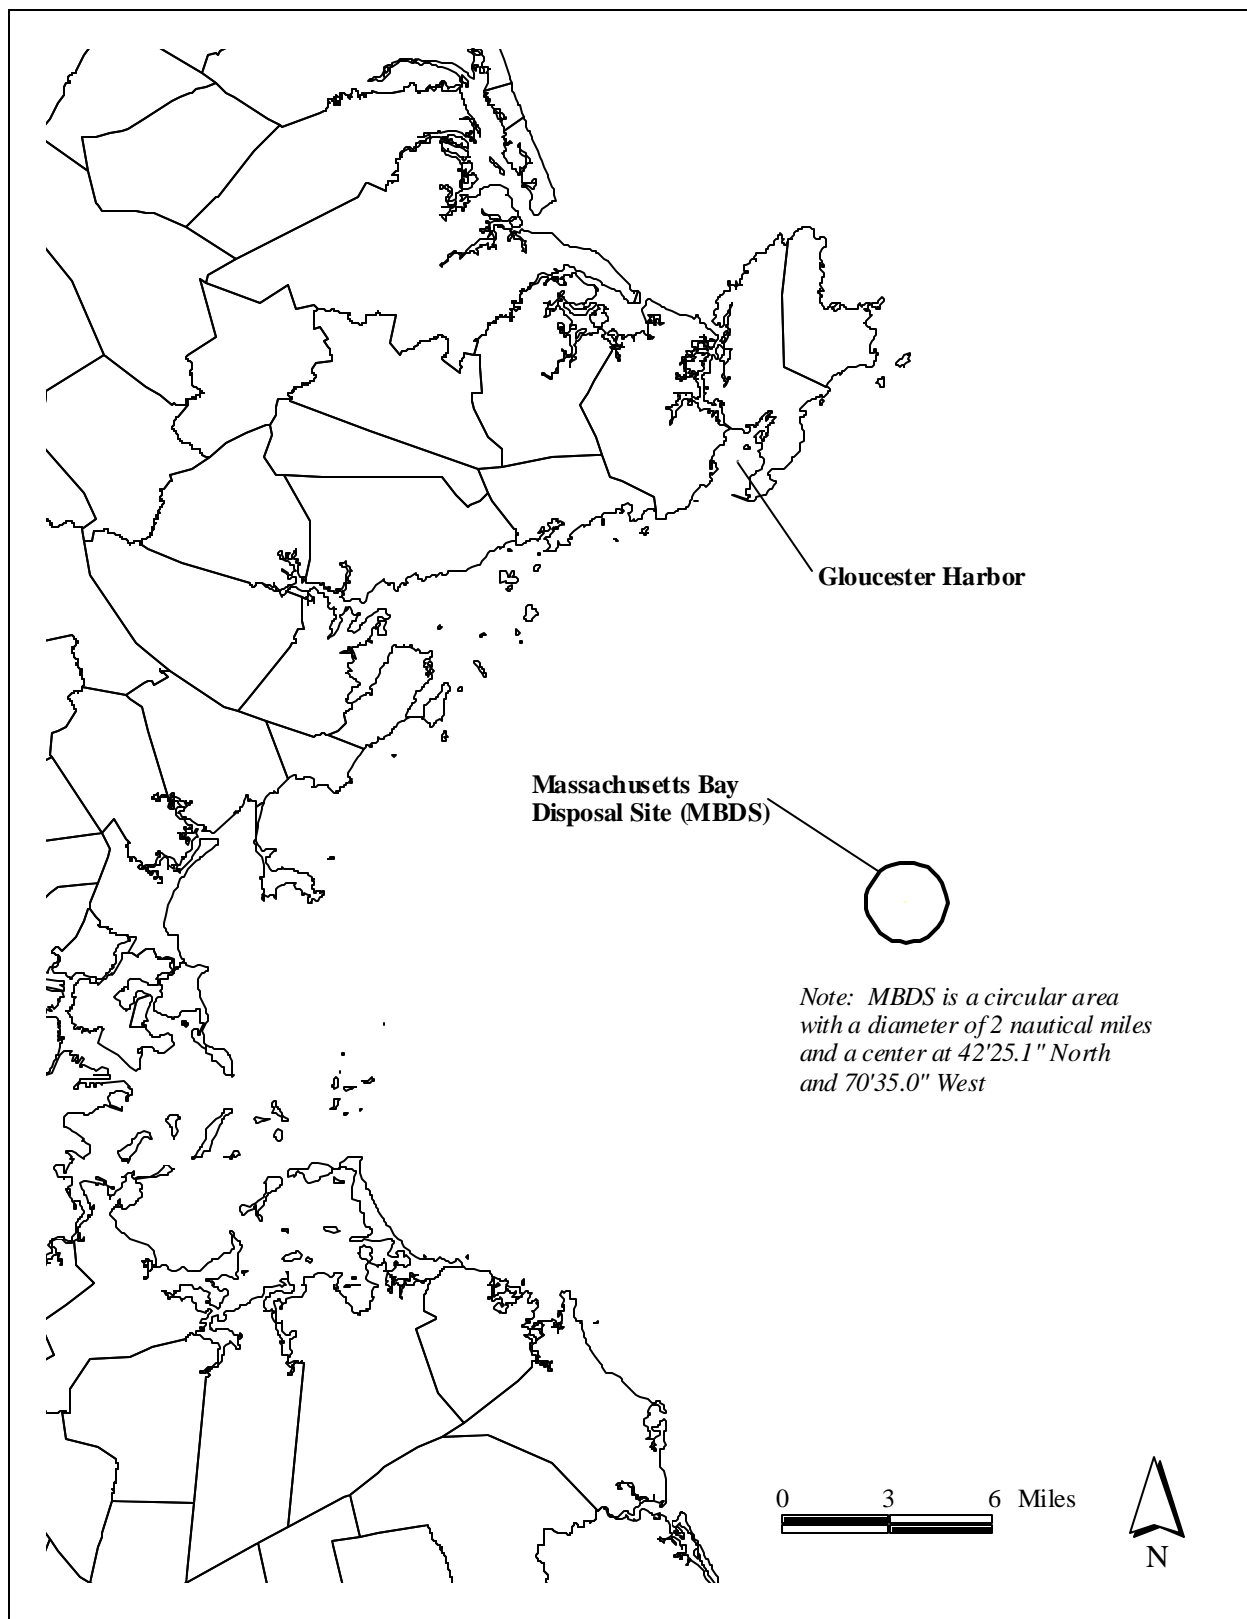 Gloucester Harbor
Massachusetts Bay
Disposal Site (MBDS)
Note: MBDS is a circular area
with a diameter of 2 nautical miles
and a center at 42'25.1" North
and 70'35.0" West
0 3 6 Miles
N